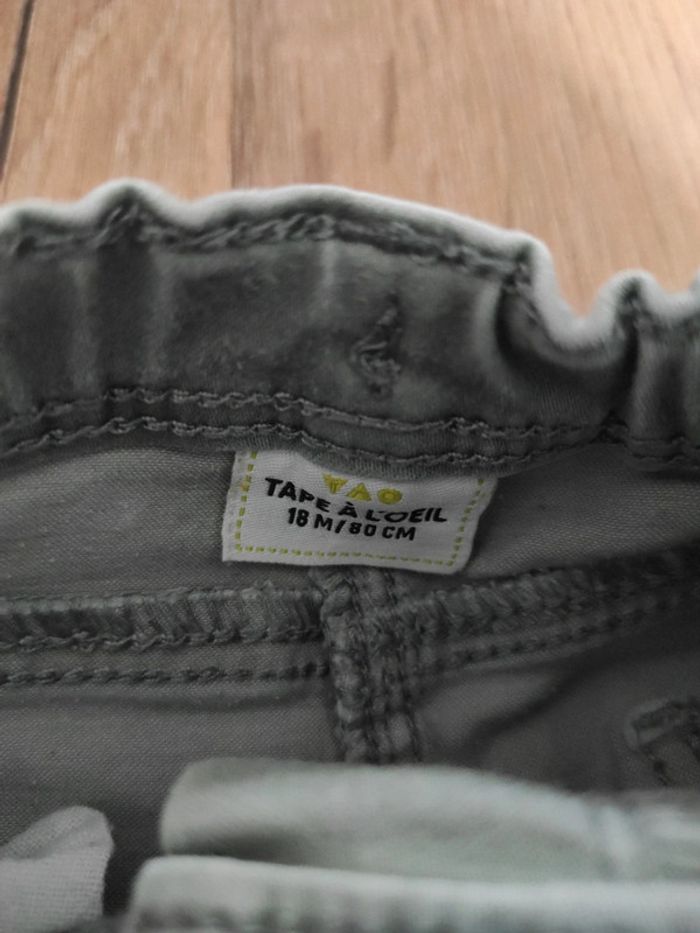 TAO
TAPE À L'OEIL
18 M/80 CM